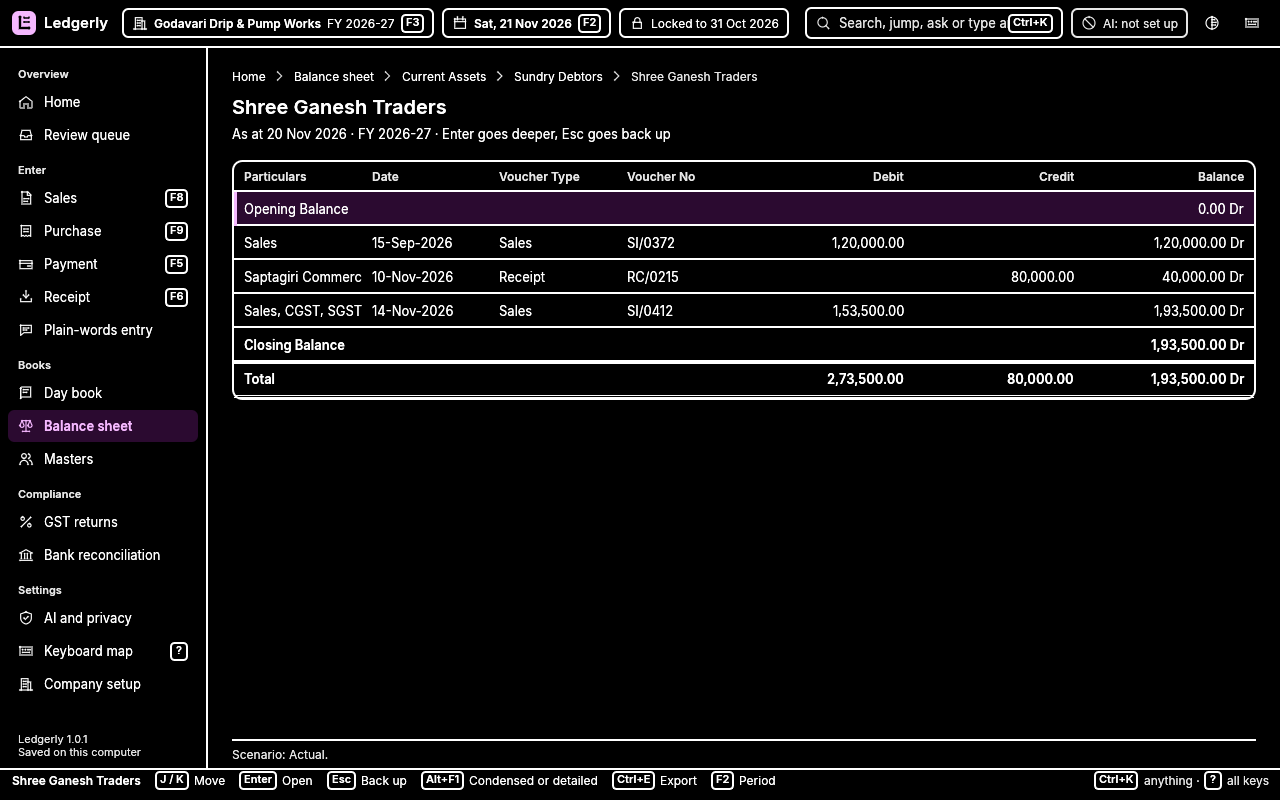 Ledgerly
Godavari Drip & Pump Works FY 2026-27 F3
Sat, 21 Nov 2026 F2
Locked to 31 Oct 2026
Search, jump, ask or type a Ctrl+K
AI: not set up
Overview
Home
Review queue
Enter
Sales F8
Purchase F9
Payment F5
Receipt F6
Plain-words entry
Books
Day book
Balance sheet
Masters
Compliance
GST returns
Bank reconciliation
Settings
AI and privacy
Keyboard map ?
Company setup
Ledgerly 1.0.1
Saved on this computer
Home > Balance sheet > Current Assets > Sundry Debtors > Shree Ganesh Traders
Shree Ganesh Traders
As at 20 Nov 2026 · FY 2026-27 · Enter goes deeper, Esc goes back up
Particulars Date Voucher Type Voucher No Debit Credit Balance
Opening Balance 0.00 Dr
Sales 15-Sep-2026 Sales SI/0372 1,20,000.00 1,20,000.00 Dr
Saptagiri Commerc 10-Nov-2026 Receipt RC/0215 80,000.00 40,000.00 Dr
Sales, CGST, SGST 14-Nov-2026 Sales SI/0412 1,53,500.00 1,93,500.00 Dr
Closing Balance 1,93,500.00 Dr
Total 2,73,500.00 80,000.00 1,93,500.00 Dr
Scenario: Actual.
Shree Ganesh Traders J / K Move Enter Open Esc Back up Alt+F1 Condensed or detailed Ctrl+E Export F2 Period Ctrl+K anything · ? all keys